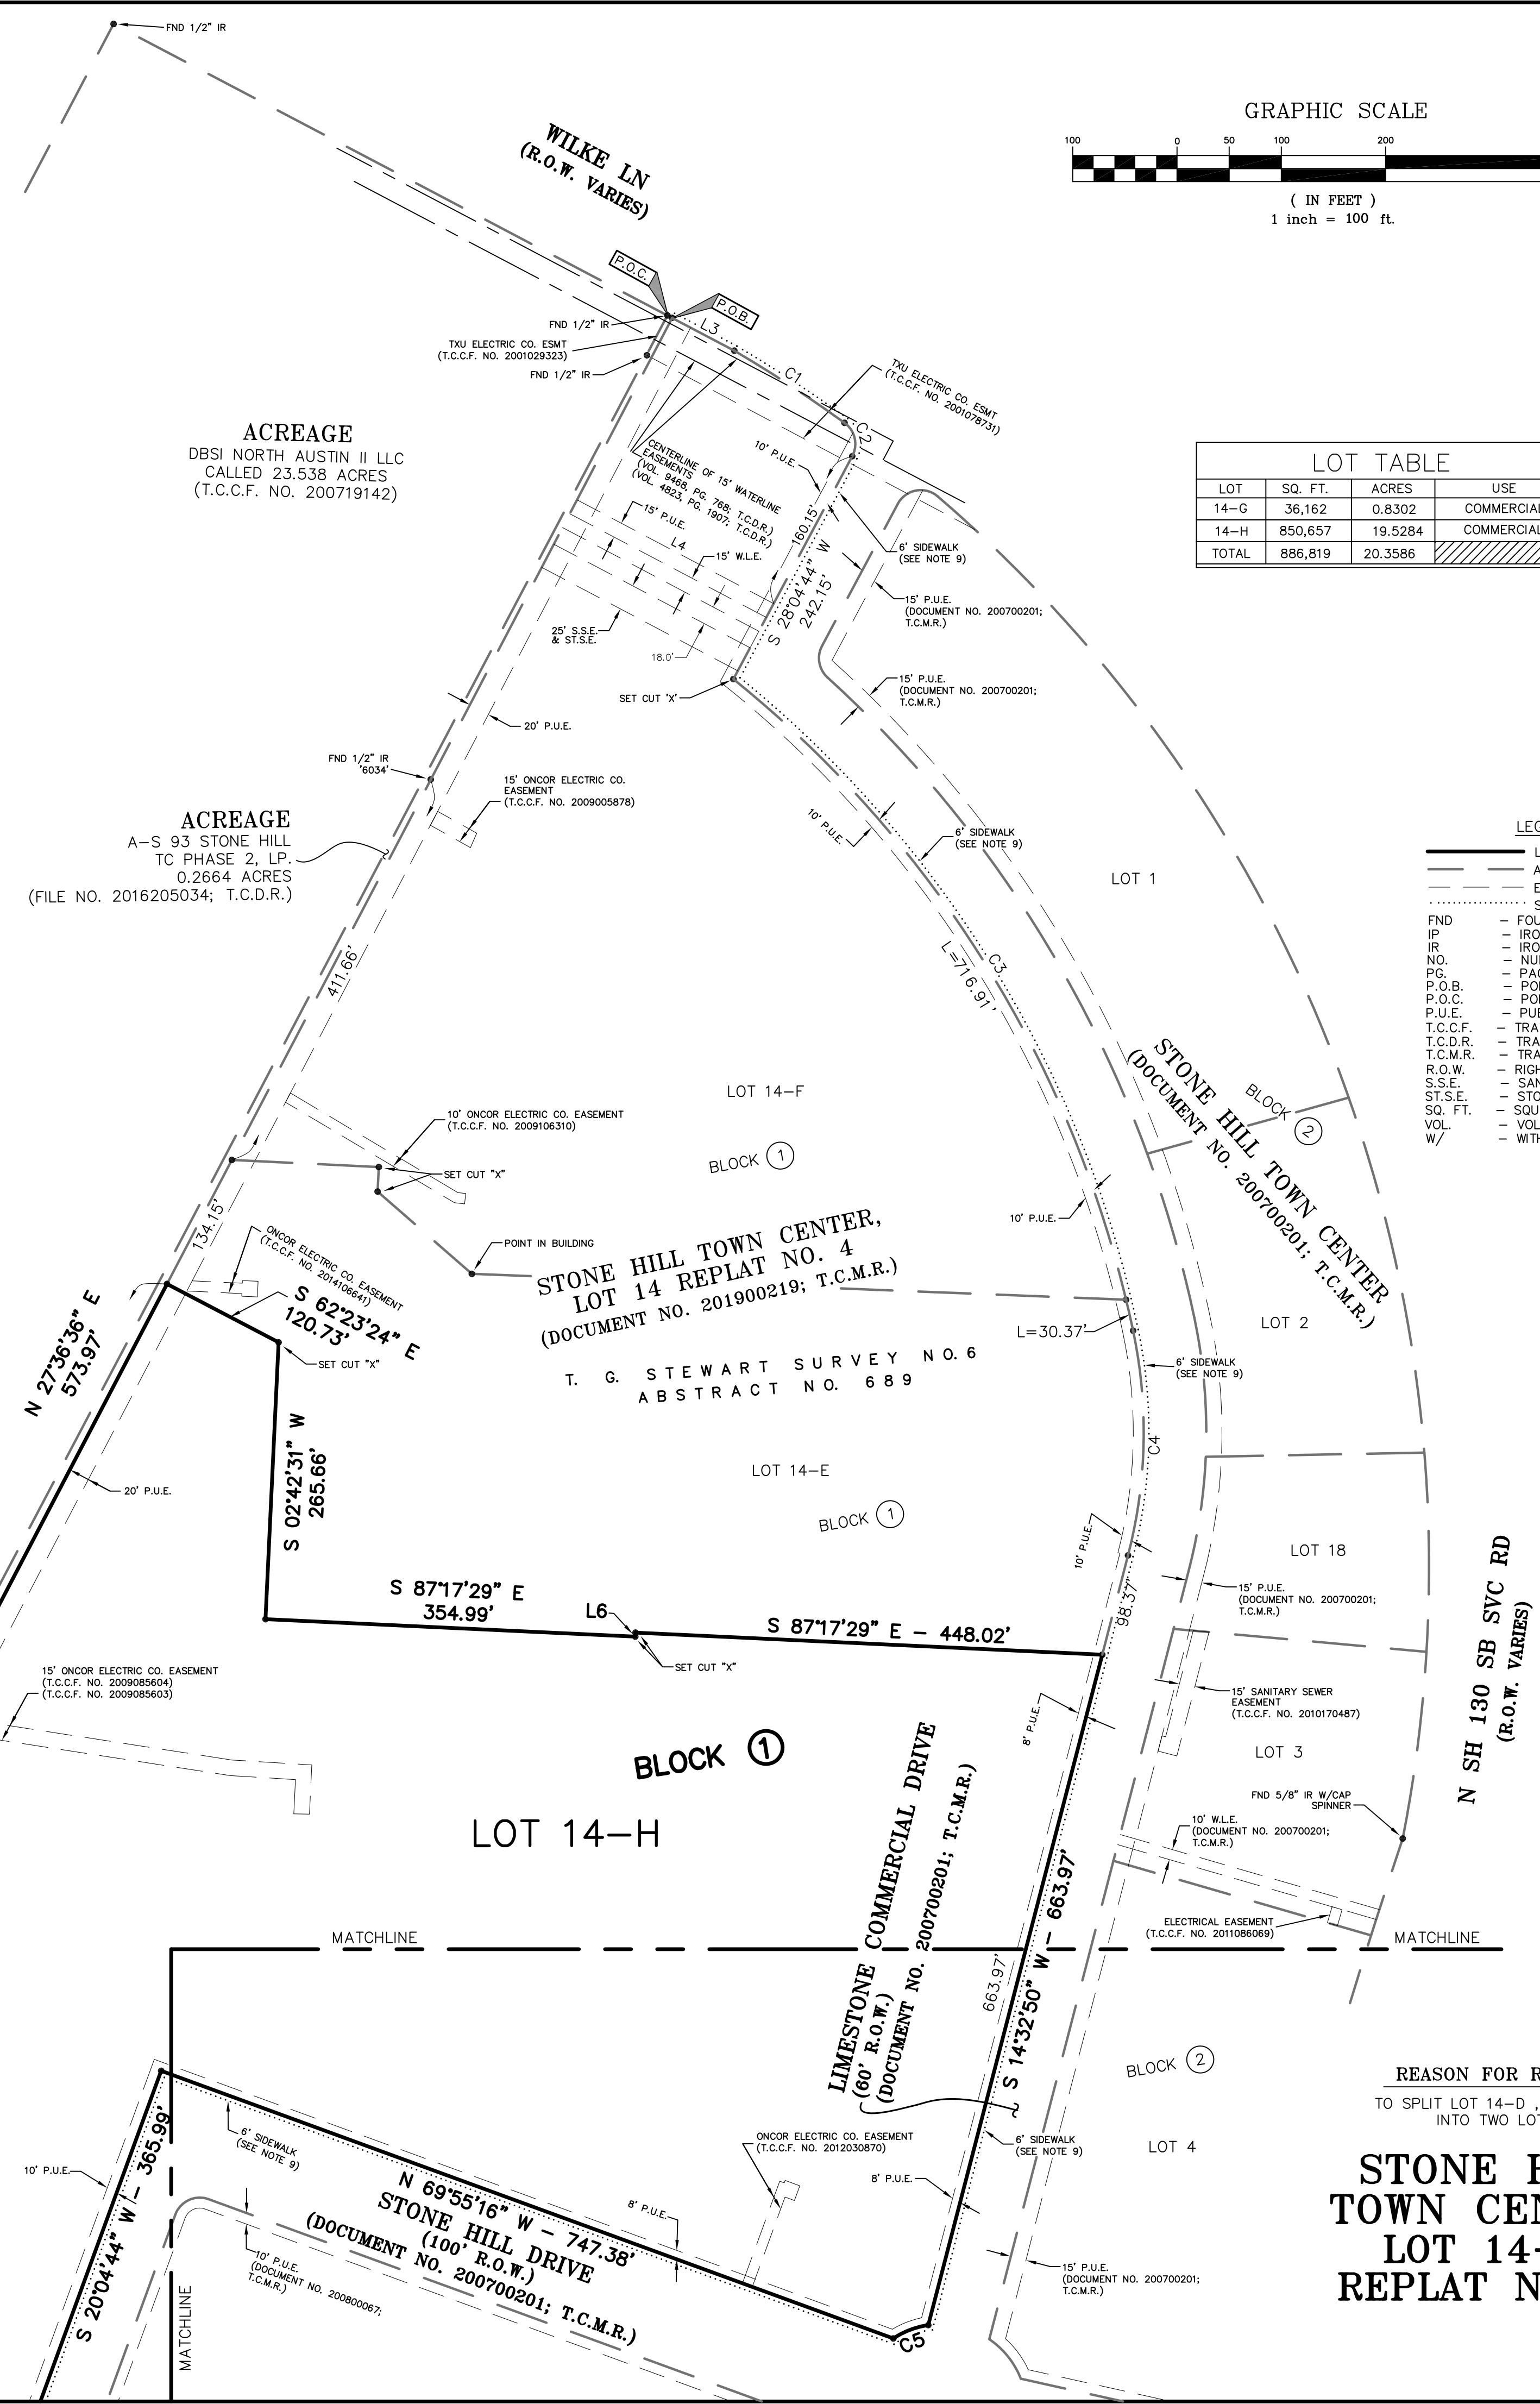 FND 1/2" IR
WILKE LN
(R.O.W. VARIES)
GRAPHIC SCALE
100
0
50
100
200
( IN FEET )
1 inch = 100 ft.
P.O.C.
P.O.B.
FND 1/2" IR
L3
TXU ELECTRIC CO. ESMT
(T.C.C.F. NO. 2001029323)
FND 1/2" IR
C1
TXU ELECTRIC CO. ESMT
(T.C.C.F. NO. 2001078731)
C2
ACREAGE
DBSI NORTH AUSTIN II LLC
CALLED 23.538 ACRES
(T.C.C.F. NO. 200719142)
CENTERLINE OF 15' WATERLINE
EASEMENTS
(VOL. 9468, PG. 768; T.C.D.R.)
(VOL. 4823, PG. 1907; T.C.D.R.)
10' P.U.E.
15' P.U.E.
L4
15' W.L.E.
160.15'
S 28°04'44" W
242.15'
6' SIDEWALK
(SEE NOTE 9)
15' P.U.E.
(DOCUMENT NO. 200700201;
T.C.M.R.)
25' S.S.E.
& ST.S.E.
18.0'
SET CUT 'X'
15' P.U.E.
(DOCUMENT NO. 200700201;
T.C.M.R.)
LOT TABLE
LOT SQ. FT. ACRES USE
14-G 36,162 0.8302 COMMERCIAL
14-H 850,657 19.5284 COMMERCIAL
TOTAL 886,819 20.3586
20' P.U.E.
FND 1/2" IR
'6034'
15' ONCOR ELECTRIC CO.
EASEMENT
(T.C.C.F. NO. 2009005878)
ACREAGE
A-S 93 STONE HILL
TC PHASE 2, LP.
0.2664 ACRES
(FILE NO. 2016205034; T.C.D.R.)
10' P.U.E
6' SIDEWALK
(SEE NOTE 9)
LOT 1
FND
IP
IR
NO.
PG.
P.O.B.
P.O.C.
P.U.E.
T.C.C.F.
T.C.D.R.
T.C.M.R.
R.O.W.
S.S.E.
ST.S.E.
SQ. FT.
VOL.
W/
411.66'
C3
L=716.91'
LOT 14-F
BLOCK 1
STONE HILL TOWN CENTER
(DOCUMENT NO. 200700201; T.C.M.R.)
BLOCK 2
10' ONCOR ELECTRIC CO. EASEMENT
(T.C.C.F. NO. 2009106310)
SET CUT "X"
10' P.U.E.
134.15'
ONCOR ELECTRIC CO. EASEMENT
(T.C.C.F. NO. 2014106641)
POINT IN BUILDING
STONE HILL TOWN CENTER,
LOT 14 REPLAT NO. 4
(DOCUMENT NO. 201900219; T.C.M.R.)
N 27°36'36" E
573.97'
S 62°23'24" E
120.73'
SET CUT "X"
L=30.37'
LOT 2
T. G. STEWART SURVEY NO. 6
ABSTRACT NO. 689
6' SIDEWALK
(SEE NOTE 9)
S 02°42'31" W
265.66'
C4
LOT 14-E
BLOCK 1
20' P.U.E.
10' P.U.E.
LOT 18
15' P.U.E.
(DOCUMENT NO. 200700201;
T.C.M.R.)
N SH 130 SB SVC RD
(R.O.W. VARIES)
S 87°17'29" E
354.99'
L6
S 87°17'29" E - 448.02'
98.37'
SET CUT "X"
15' ONCOR ELECTRIC CO. EASEMENT
(T.C.C.F. NO. 2009085604)
(T.C.C.F. NO. 2009085603)
8' P.U.E.
15' SANITARY SEWER
EASEMENT
(T.C.C.F. NO. 2010170487)
LOT 3
BLOCK 1
LOT 14-H
FND 5/8" IR W/CAP
SPINNER
10' W.L.E.
(DOCUMENT NO. 200700201;
T.C.M.R.)
LIMESTONE COMMERCIAL DRIVE
(60' R.O.W.)
(DOCUMENT NO. 200700201; T.C.M.R.)
ELECTRICAL EASEMENT
(T.C.C.F. NO. 2011086069)
MATCHLINE
MATCHLINE
663.97'
S 14°32'50" W - 663.97'
BLOCK 2
REASON FOR R
TO SPLIT LOT 14-D ,
INTO TWO LOT
6' SIDEWALK
(SEE NOTE 9)
ONCOR ELECTRIC CO. EASEMENT
(T.C.C.F. NO. 2012030870)
6' SIDEWALK
(SEE NOTE 9)
LOT 4
10' P.U.E.
S 20°04'44" W - 365.99'
N 69°55'16" W - 747.38'
STONE HILL DRIVE
(100' R.O.W.)
(DOCUMENT NO. 200700201; T.C.M.R.)
8' P.U.E.
8' P.U.E.
10' P.U.E.
(DOCUMENT NO. 200800067;
T.C.M.R.)
15' P.U.E.
(DOCUMENT NO. 200700201;
T.C.M.R.)
MATCHLINE
C5
STONE H
TOWN CEN
LOT 14-
REPLAT N